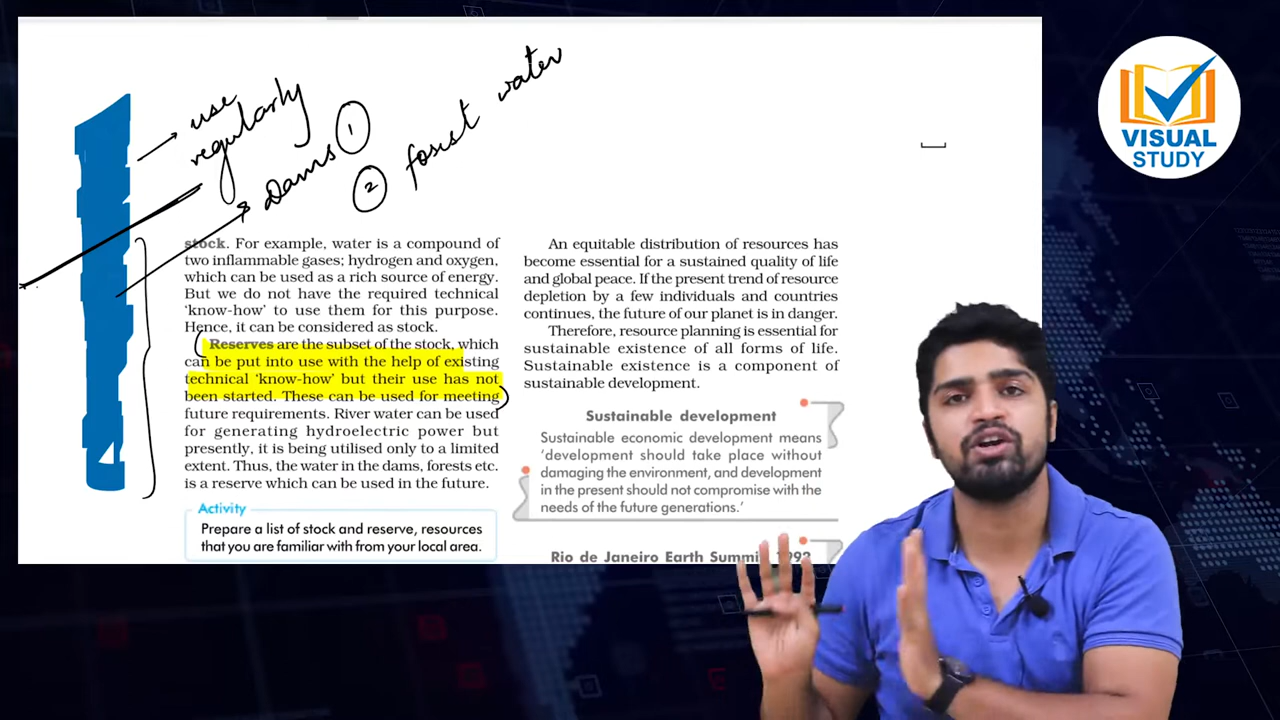 use
regularly
Dams ①
② forest water
stock. For example, water is a compound of
two inflammable gases; hydrogen and oxygen,
which can be used as a rich source of energy.
But we do not have the required technical
‘know-how’ to use them for this purpose.
Hence, it can be considered as stock.
Reserves are the subset of the stock, which
can be put into use with the help of existing
technical ‘know-how’ but their use has not
been started. These can be used for meeting
future requirements. River water can be used
for generating hydroelectric power but
presently, it is being utilised only to a limited
extent. Thus, the water in the dams, forests etc.
is a reserve which can be used in the future.
Activity
Prepare a list of stock and reserve, resources
that you are familiar with from your local area.
An equitable distribution of resources has
become essential for a sustained quality of life
and global peace. If the present trend of resource
depletion by a few individuals and countries
continues, the future of our planet is in danger.
Therefore, resource planning is essential for
sustainable existence of all forms of life.
Sustainable existence is a component of
sustainable development.
Sustainable development
Sustainable economic development means
‘development should take place without
damaging the environment, and development
in the present should not compromise with the
needs of the future generations.’
Rio de Janeiro Earth Summit, 1992
VISUAL
STUDY